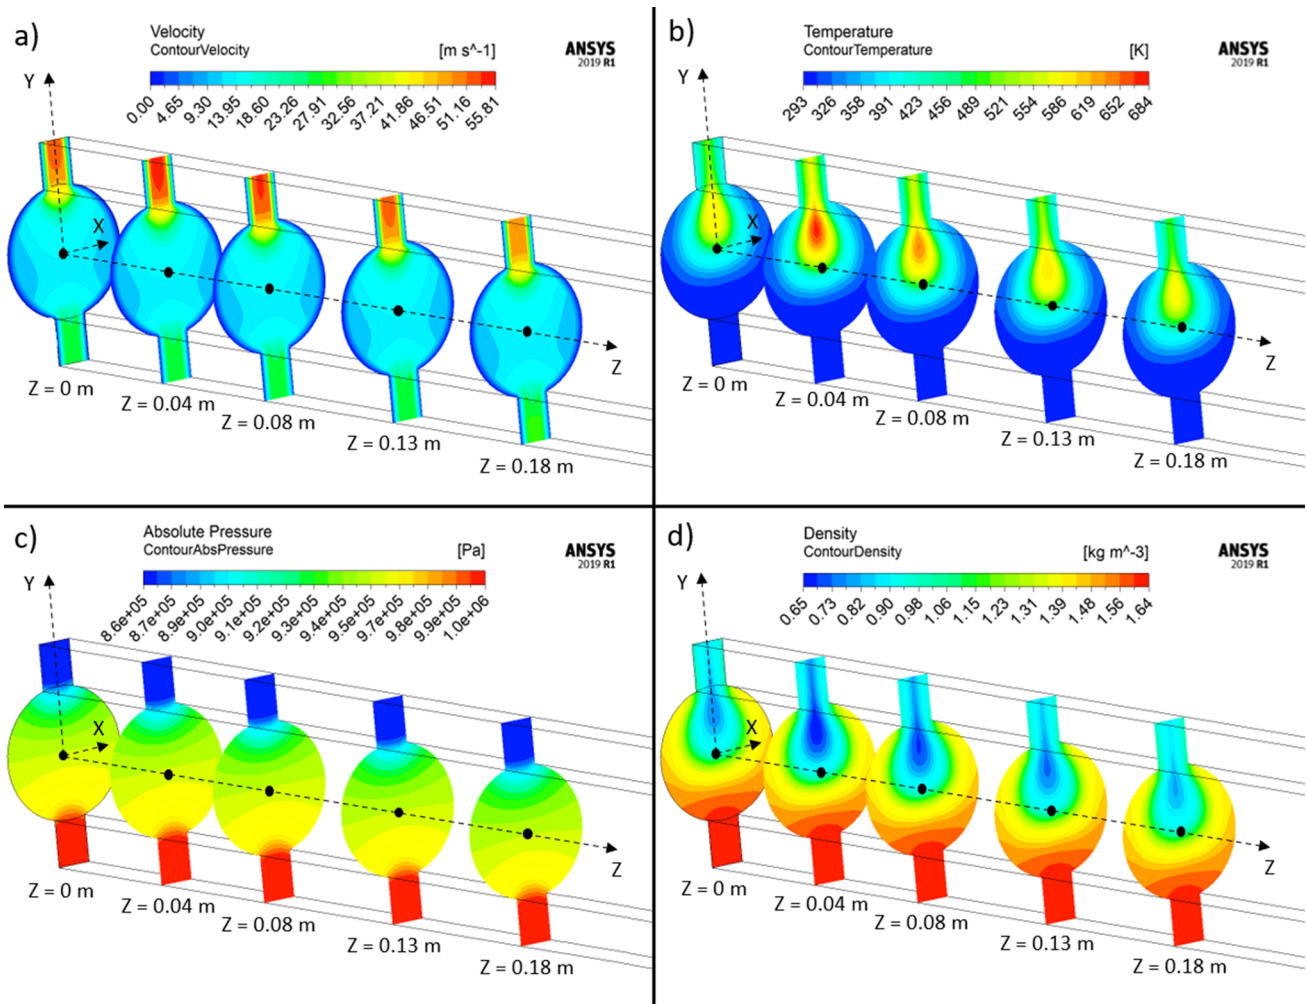 a)
Velocity
ContourVelocity [m s^-1]
ANSYS
2019 R1
0.00 4.65 9.30 13.95 18.60 23.26 27.91 32.56 37.21 41.86 46.51 51.16 55.81
Y
X
Z
Z = 0 m
Z = 0.04 m
Z = 0.08 m
Z = 0.13 m
Z = 0.18 m
b)
Temperature
ContourTemperature [K]
ANSYS
2019 R1
293 326 358 391 423 456 489 521 554 586 619 652 684
Y
X
Z
Z = 0 m
Z = 0.04 m
Z = 0.08 m
Z = 0.13 m
Z = 0.18 m
c)
Absolute Pressure
ContourAbsPressure [Pa]
ANSYS
2019 R1
8.6e+05 8.7e+05 8.9e+05 9.0e+05 9.1e+05 9.2e+05 9.3e+05 9.4e+05 9.5e+05 9.7e+05 9.8e+05 9.9e+05 1.0e+06
Y
X
Z
Z = 0 m
Z = 0.04 m
Z = 0.08 m
Z = 0.13 m
Z = 0.18 m
d)
Density
ContourDensity [kg m^-3]
ANSYS
2019 R1
0.65 0.73 0.82 0.90 0.98 1.06 1.15 1.23 1.31 1.39 1.48 1.56 1.64
Y
X
Z
Z = 0 m
Z = 0.04 m
Z = 0.08 m
Z = 0.13 m
Z = 0.18 m